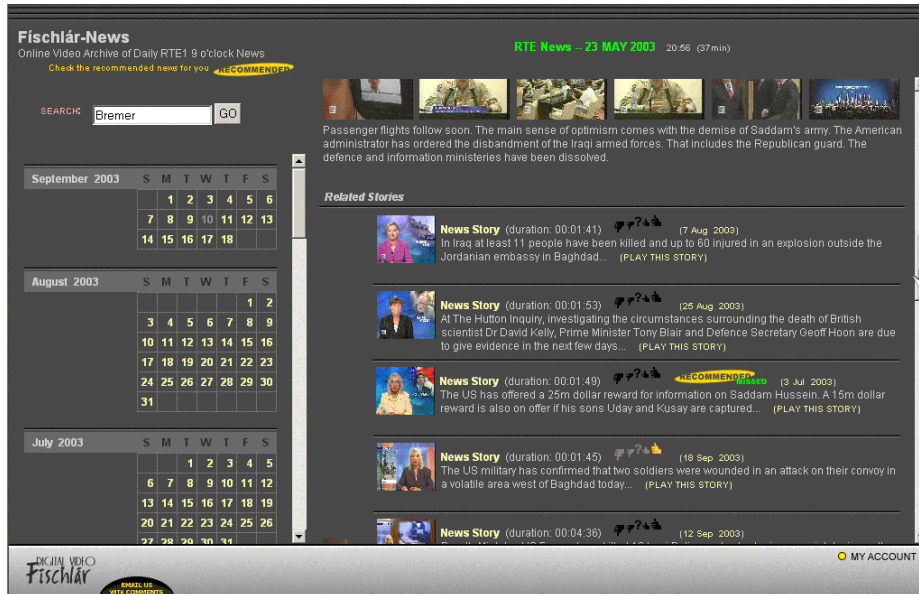 Físchlár-News
Online Video Archive of Daily RTE1 9 o'clock News
Check the recommended news for you RECOMMENDED
SEARCH: Bremer GO
September 2003 S M T W T F S
1 2 3 4 5 6
7 8 9 10 11 12 13
14 15 16 17 18
August 2003 S M T W T F S
1 2
3 4 5 6 7 8 9
10 11 12 13 14 15 16
17 18 19 20 21 22 23
24 25 26 27 28 29 30
31
July 2003 S M T W T F S
1 2 3 4 5
6 7 8 9 10 11 12
13 14 15 16 17 18 19
20 21 22 23 24 25 26
27 28 29 30 31
RTE News -- 23 MAY 2003 20:56 (37min)
Passenger flights follow soon. The main sense of optimism comes with the demise of Saddam's army. The American
administrator has ordered the disbandment of the Iraqi armed forces. That includes the Republican guard. The
defence and information ministeries have been dissolved.
Related Stories
News Story (duration: 00:01:41) ? (7 Aug 2003)
In Iraq at least 11 people have been killed and up to 60 injured in an explosion outside the
Jordanian embassy in Baghdad... (PLAY THIS STORY)
News Story (duration: 00:01:53) ? (25 Aug 2003)
At The Hutton Inquiry, investigating the circumstances surrounding the death of British
scientist Dr David Kelly, Prime Minister Tony Blair and Defence Secretary Geoff Hoon are due
to give evidence in the next few days... (PLAY THIS STORY)
News Story (duration: 00:01:49) ? RECOMMENDED MISSED (3 Jul 2003)
The US has offered a 25m dollar reward for information on Saddam Hussein. A 15m dollar
reward is also on offer if his sons Uday and Kusay are captured... (PLAY THIS STORY)
News Story (duration: 00:01:45) ? (18 Sep 2003)
The US military has confirmed that two soldiers were wounded in an attack on their convoy in
a volatile area west of Baghdad today... (PLAY THIS STORY)
News Story (duration: 00:04:36) ? (12 Sep 2003)
DIGITAL VIDEO
Físchlár
EMAIL US
WITH COMMENTS
MY ACCOUNT